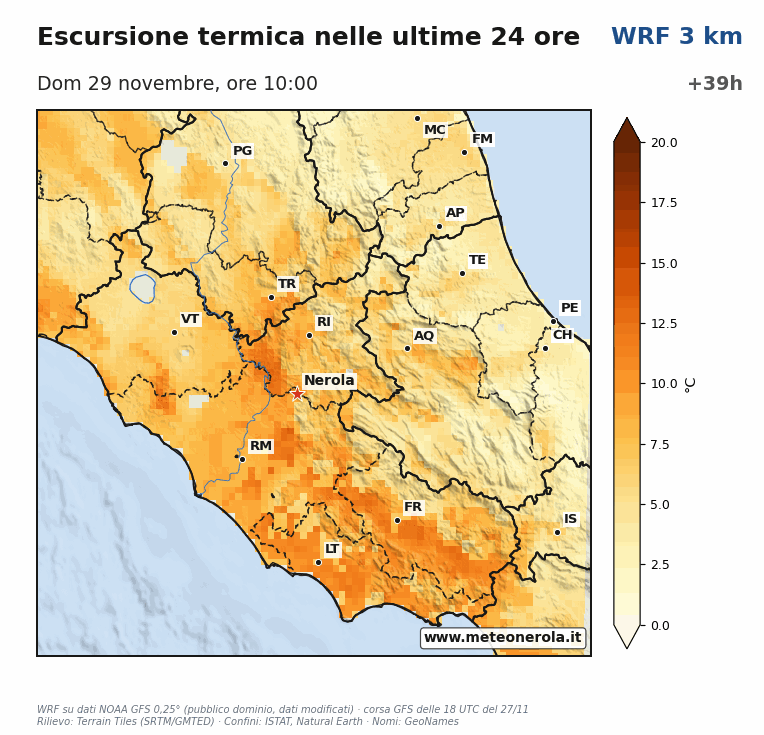 Escursione termica nelle ultime 24 ore
WRF 3 km
Dom 29 novembre, ore 10:00
+39h
MC
FM
PG
AP
TE
TR
PE
VT
RI
AQ
CH
Nerola
RM
FR
IS
LT
www.meteonerola.it
20.0
17.5
15.0
12.5
10.0
7.5
5.0
2.5
0.0
°C
WRF su dati NOAA GFS 0,25° (pubblico dominio, dati modificati) · corsa GFS delle 18 UTC del 27/11
Rilievo: Terrain Tiles (SRTM/GMTED) · Confini: ISTAT, Natural Earth · Nomi: GeoNames